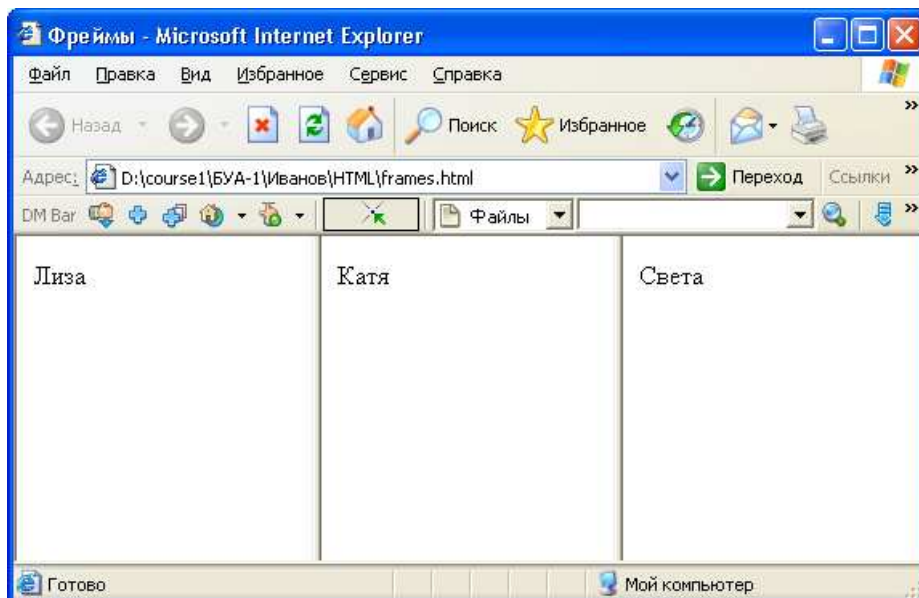 Фреймы - Microsoft Internet Explorer
Файл Правка Вид Избранное Сервис Справка
Назад Поиск Избранное »
Адрес: D:\course1\БУА-1\Иванов\HTML\frames.html Переход Ссылки »
DM Bar Файлы »
Лиза Катя Света
Готово Мой компьютер